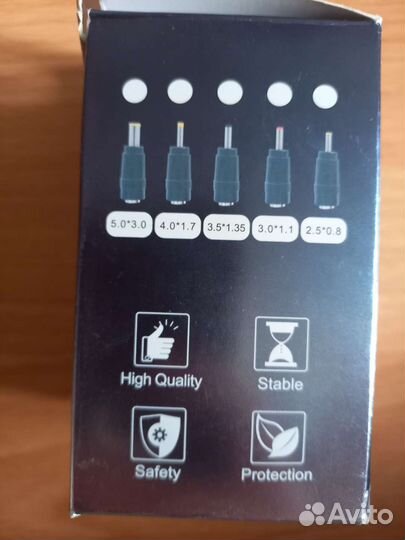 5.0*3.0 4.0*1.7 3.5*1.35 3.0*1.1 2.5*0.8
High Quality Stable
Safety Protection
Avito